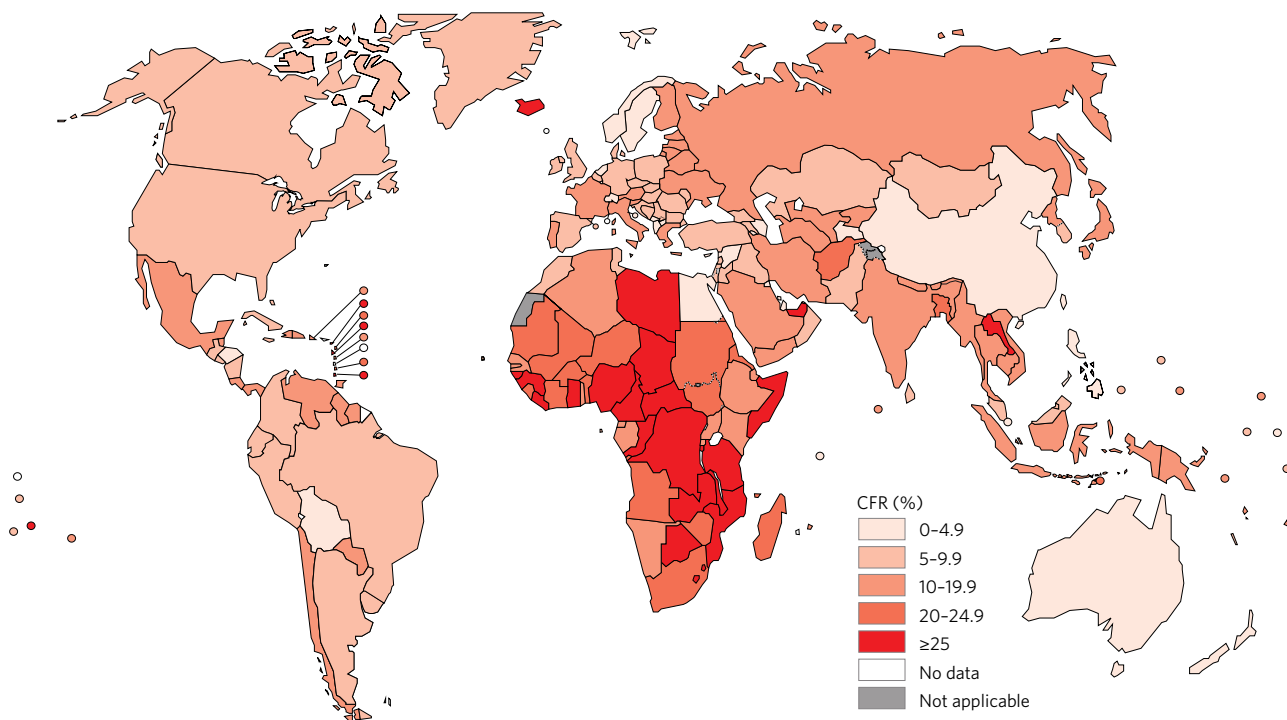 CFR (%)
0–4.9
5–9.9
10–19.9
20–24.9
≥25
No data
Not applicable